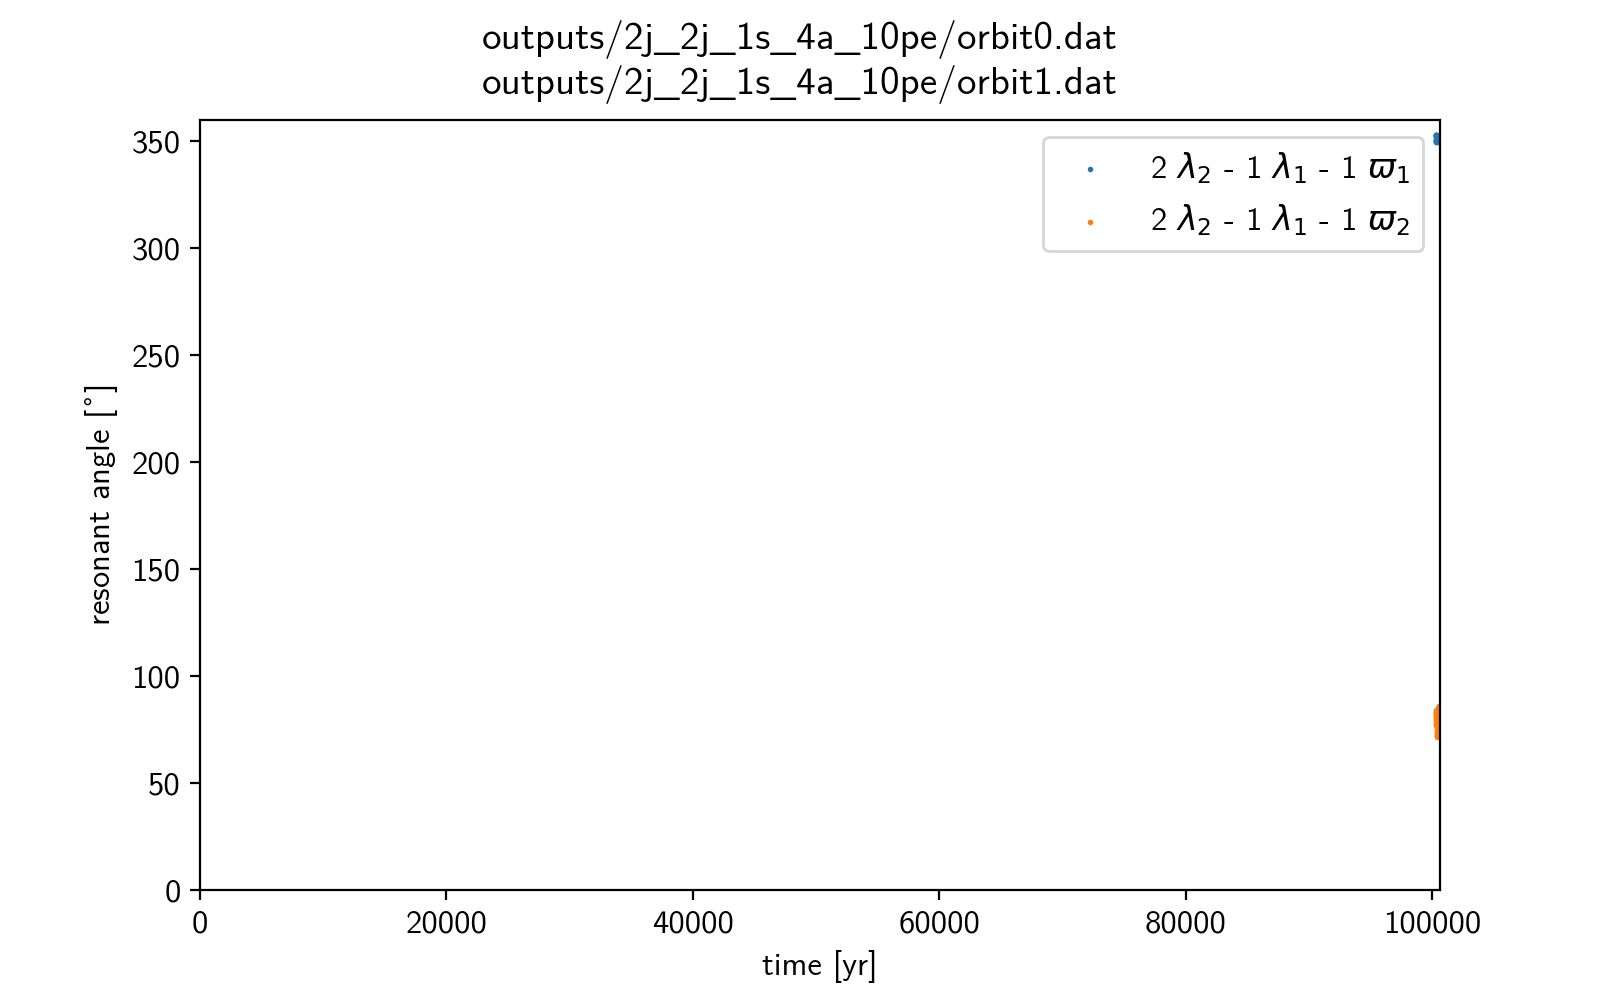 outputs/2j_2j_1s_4a_10pe/orbit0.dat
outputs/2j_2j_1s_4a_10pe/orbit1.dat
350
300
250
200
150
100
50
0
resonant angle [°]
2 λ₂ - 1 λ₁ - 1 ϖ₁
2 λ₂ - 1 λ₁ - 1 ϖ₂
0 20000 40000 60000 80000 100000
time [yr]